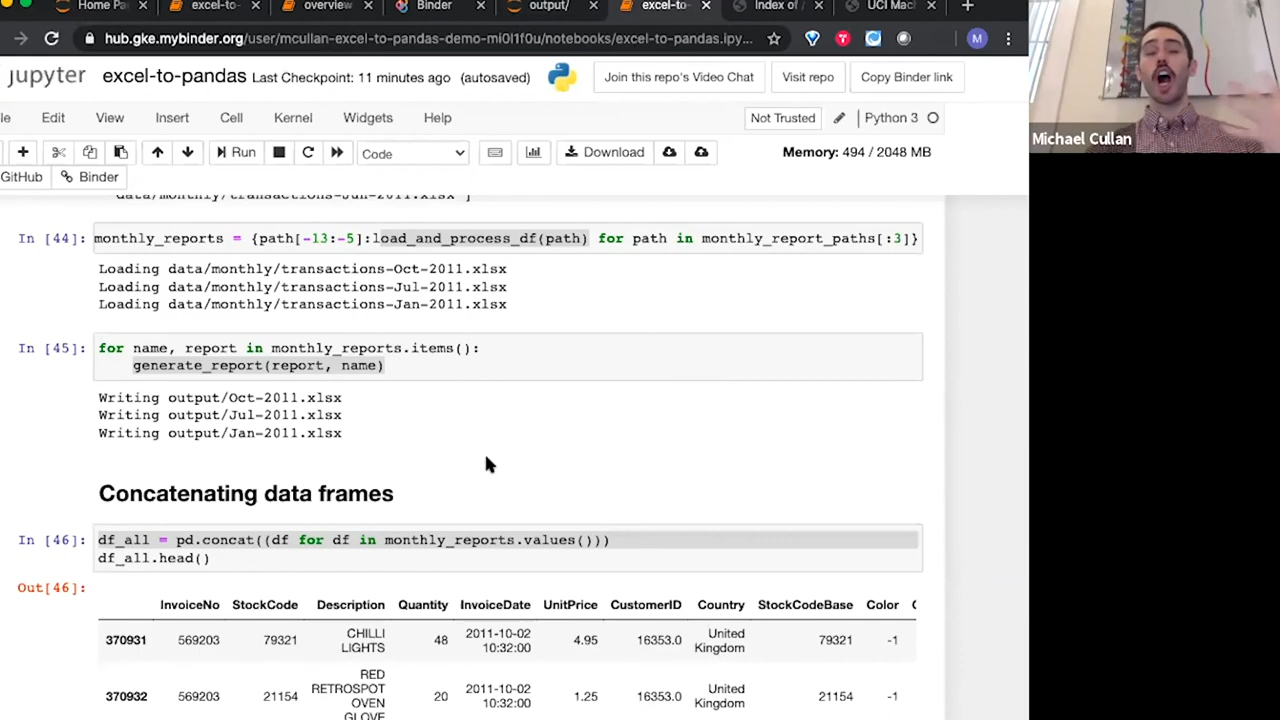 Home Pa
excel-to-
overview
Binder
output/
excel-to-
Index of
UCI Mac
hub.gke.mybinder.org/user/mcullan-excel-to-pandas-demo-mi0l1f0u/notebooks/excel-to-pandas.ipy...
M
jupyter excel-to-pandas Last Checkpoint: 11 minutes ago (autosaved)
Join this repo's Video Chat
Visit repo
Copy Binder link
le Edit View Insert Cell Kernel Widgets Help
Not Trusted
Python 3
Run
Code
Download
Memory: 494 / 2048 MB
GitHub
Binder
data/monthly/transactions-Jun-2011.xlsx']
In [44]: monthly_reports = {path[-13:-5]:load_and_process_df(path) for path in monthly_report_paths[:3]}
Loading data/monthly/transactions-Oct-2011.xlsx
Loading data/monthly/transactions-Jul-2011.xlsx
Loading data/monthly/transactions-Jan-2011.xlsx
In [45]: for name, report in monthly_reports.items():
generate_report(report, name)
Writing output/Oct-2011.xlsx
Writing output/Jul-2011.xlsx
Writing output/Jan-2011.xlsx
Concatenating data frames
In [46]: df_all = pd.concat((df for df in monthly_reports.values()))
df_all.head()
Out[46]:
InvoiceNo StockCode Description Quantity InvoiceDate UnitPrice CustomerID Country StockCodeBase Color
370931 569203 79321 CHILLI LIGHTS 48 2011-10-02 10:32:00 4.95 16353.0 United Kingdom 79321 -1
370932 569203 21154 RED RETROSPOT OVEN GLOVE 20 2011-10-02 10:32:00 1.25 16353.0 United Kingdom 21154 -1
Michael Cullan